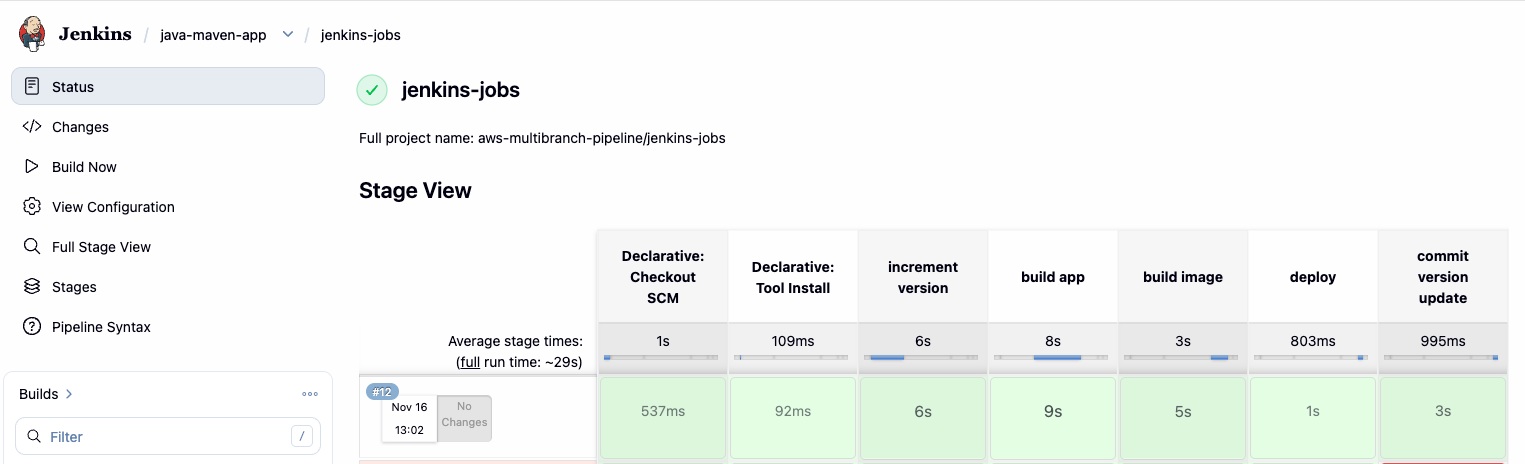 Jenkins / java-maven-app / jenkins-jobs
Status
Changes
Build Now
View Configuration
Full Stage View
Stages
Pipeline Syntax
Builds
Filter /
jenkins-jobs
Full project name: aws-multibranch-pipeline/jenkins-jobs
Stage View
Declarative:
Checkout
SCM
Declarative:
Tool Install
increment
version
build app
build image
deploy
commit
version
update
Average stage times:
(full run time: ~29s)
1s
109ms
6s
8s
3s
803ms
995ms
#12
Nov 16
13:02
No
Changes
537ms
92ms
6s
9s
5s
1s
3s